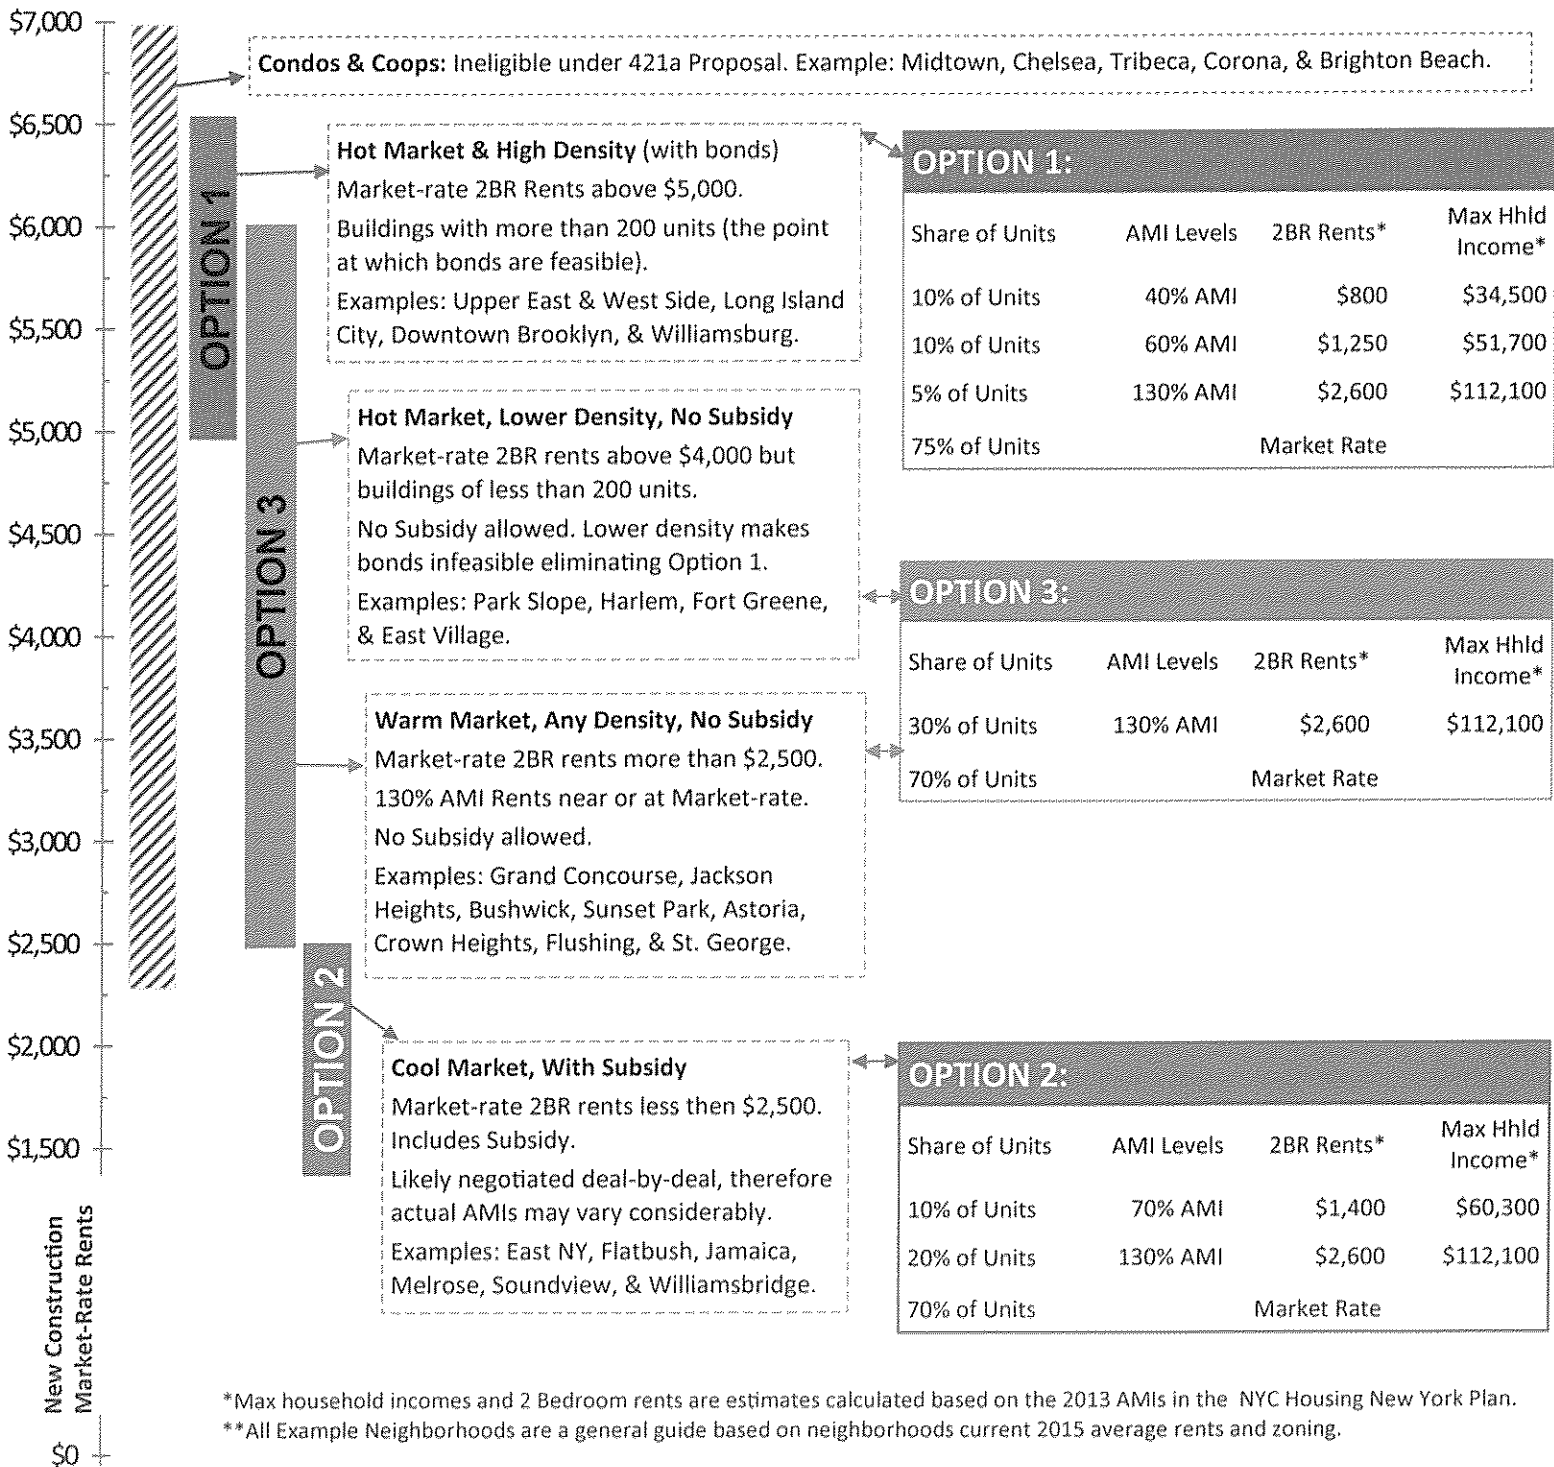 $7,000
$6,500
$6,000
$5,500
$5,000
$4,500
$4,000
$3,500
$3,000
$2,500
$2,000
$1,500
$0
New Construction
Market-Rate Rents
Condos & Coops: Ineligible under 421a Proposal. Example: Midtown, Chelsea, Tribeca, Corona, & Brighton Beach.
OPTION 1
Hot Market & High Density (with bonds)
Market-rate 2BR Rents above $5,000.
Buildings with more than 200 units (the point
at which bonds are feasible).
Examples: Upper East & West Side, Long Island
City, Downtown Brooklyn, & Williamsburg.
OPTION 1:
Share of Units AMI Levels 2BR Rents* Max Hhld
Income*
10% of Units 40% AMI $800 $34,500
10% of Units 60% AMI $1,250 $51,700
5% of Units 130% AMI $2,600 $112,100
75% of Units Market Rate
OPTION 3
Hot Market, Lower Density, No Subsidy
Market-rate 2BR rents above $4,000 but
buildings of less than 200 units.
No Subsidy allowed. Lower density makes
bonds infeasible eliminating Option 1.
Examples: Park Slope, Harlem, Fort Greene,
& East Village.
Warm Market, Any Density, No Subsidy
Market-rate 2BR rents more than $2,500.
130% AMI Rents near or at Market-rate.
No Subsidy allowed.
Examples: Grand Concourse, Jackson
Heights, Bushwick, Sunset Park, Astoria,
Crown Heights, Flushing, & St. George.
OPTION 3:
Share of Units AMI Levels 2BR Rents* Max Hhld
Income*
30% of Units 130% AMI $2,600 $112,100
70% of Units Market Rate
OPTION 2
Cool Market, With Subsidy
Market-rate 2BR rents less then $2,500.
Includes Subsidy.
Likely negotiated deal-by-deal, therefore
actual AMIs may vary considerably.
Examples: East NY, Flatbush, Jamaica,
Melrose, Soundview, & Williamsbridge.
OPTION 2:
Share of Units AMI Levels 2BR Rents* Max Hhld
Income*
10% of Units 70% AMI $1,400 $60,300
20% of Units 130% AMI $2,600 $112,100
70% of Units Market Rate
*Max household incomes and 2 Bedroom rents are estimates calculated based on the 2013 AMIs in the NYC Housing New York Plan.
**All Example Neighborhoods are a general guide based on neighborhoods current 2015 average rents and zoning.